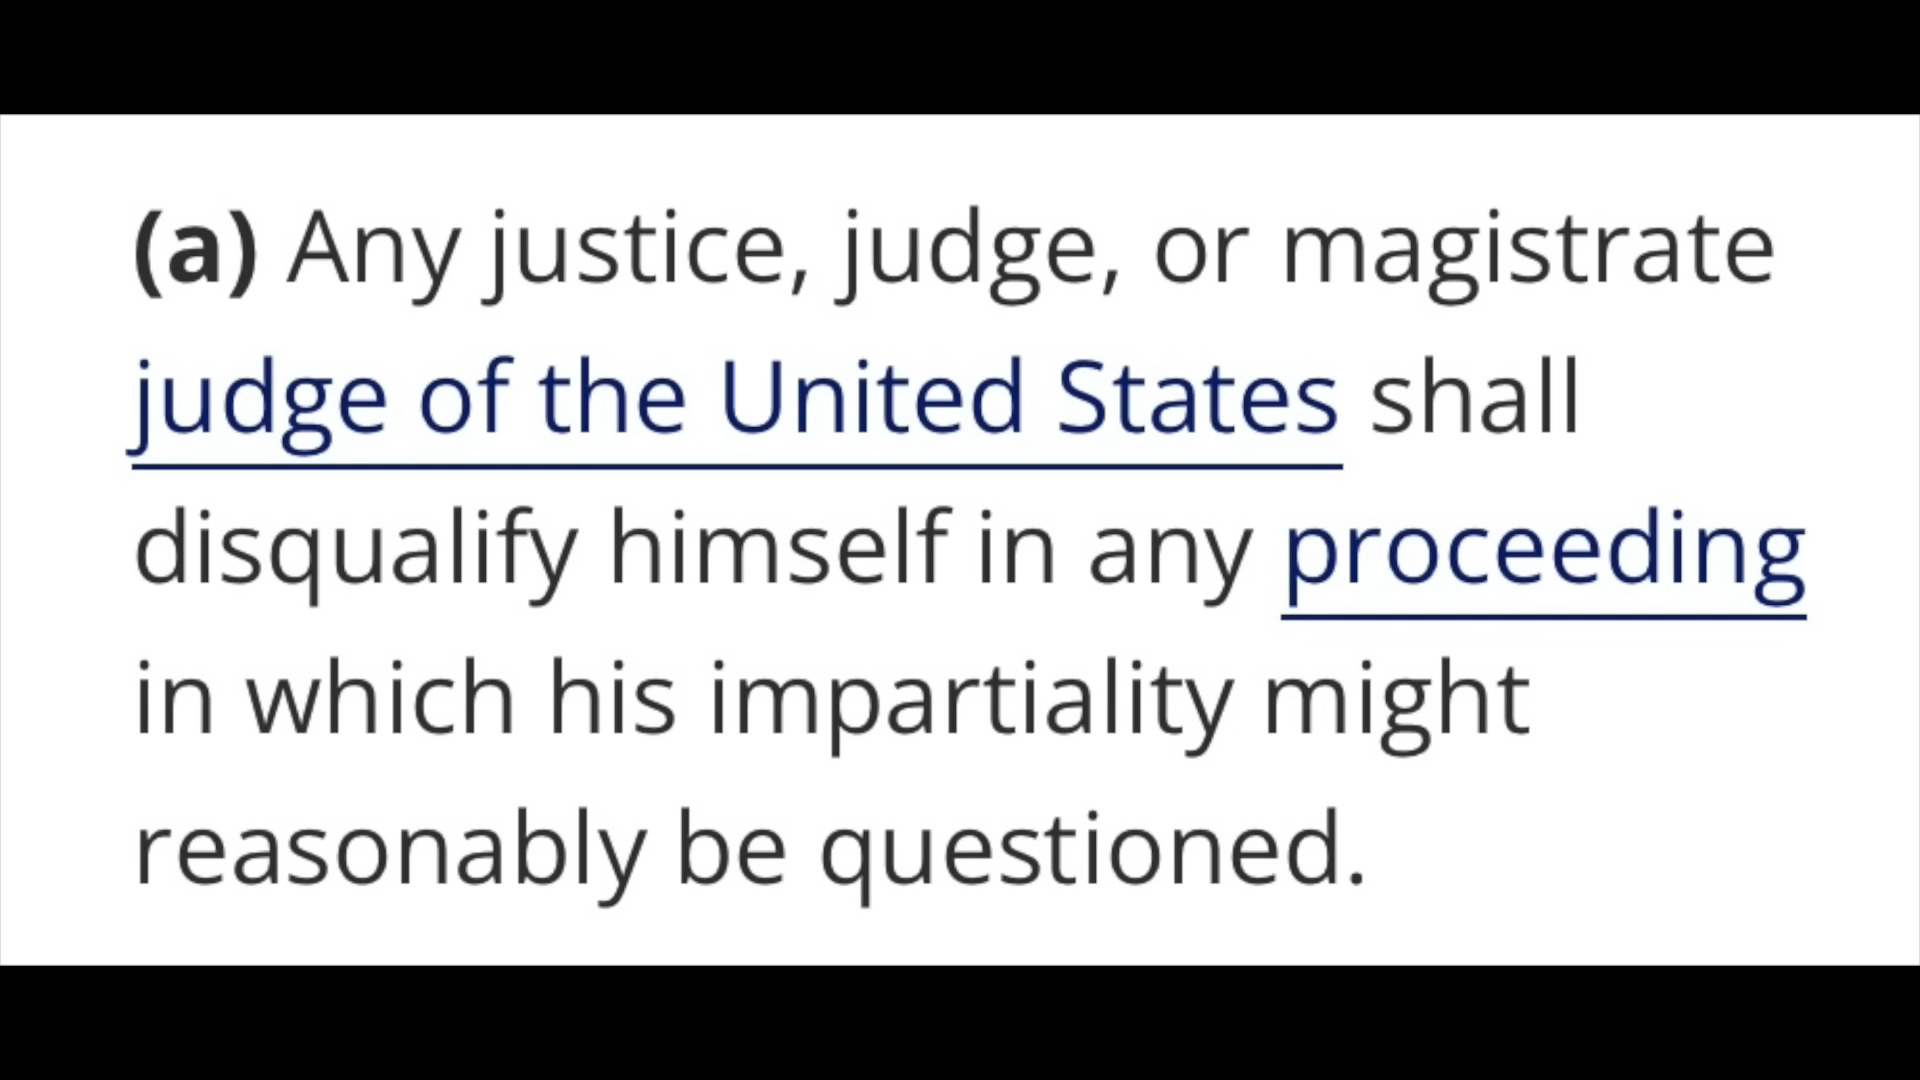 (a) Any justice, judge, or magistrate
judge of the United States shall
disqualify himself in any proceeding
in which his impartiality might
reasonably be questioned.